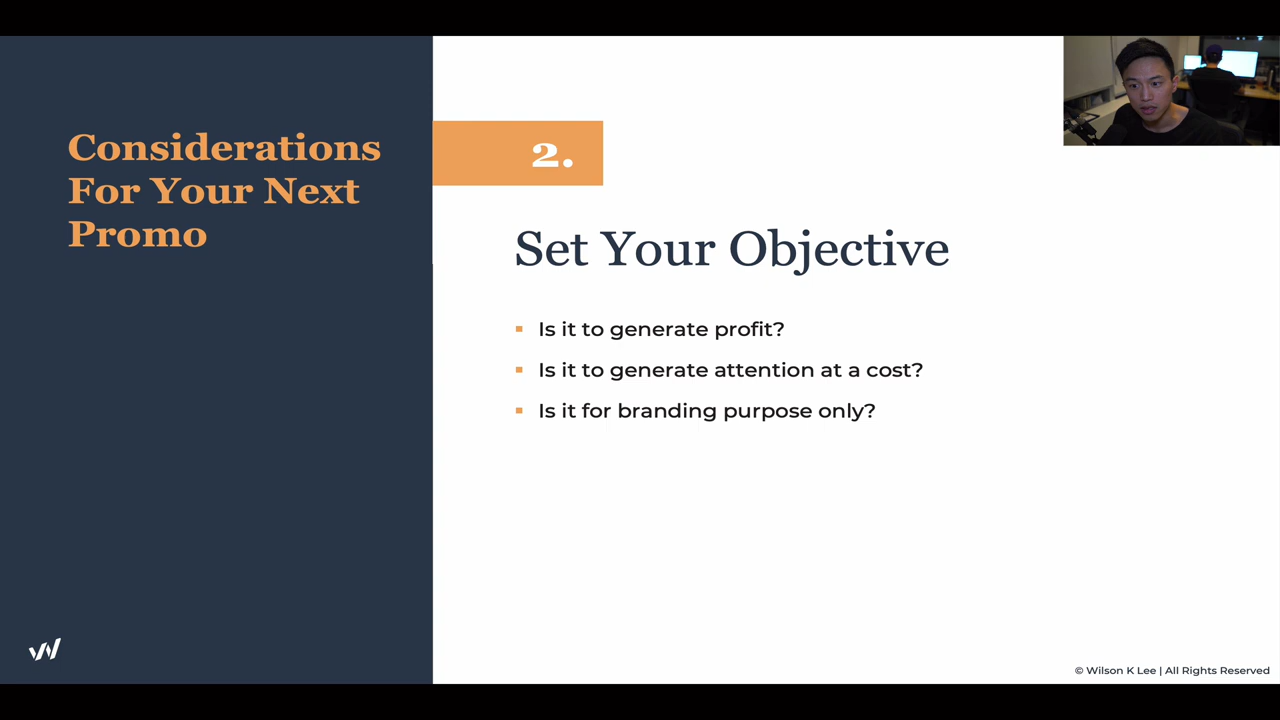 Considerations
For Your Next
Promo
2.
Set Your Objective
Is it to generate profit?
Is it to generate attention at a cost?
Is it for branding purpose only?
© Wilson K Lee | All Rights Reserved